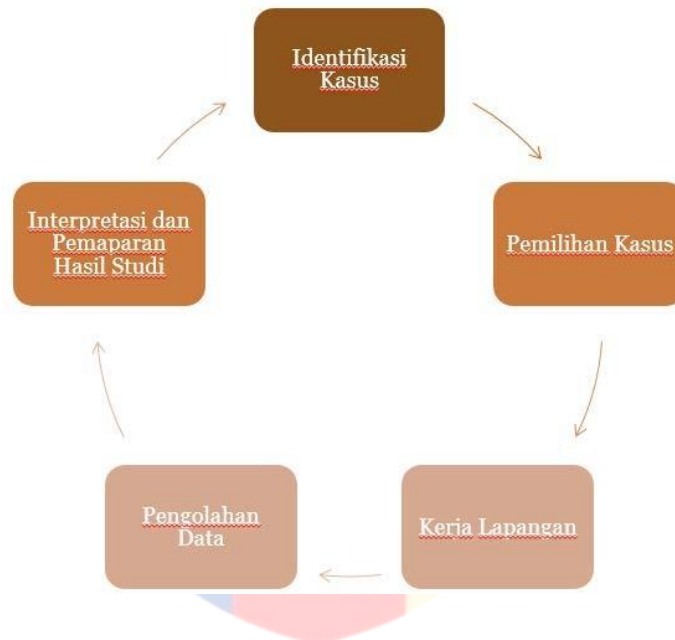 Identifikasi
Kasus
Pemilihan Kasus
Kerja Lapangan
Pengolahan
Data
Interpretasi dan
Pemaparan
Hasil Studi